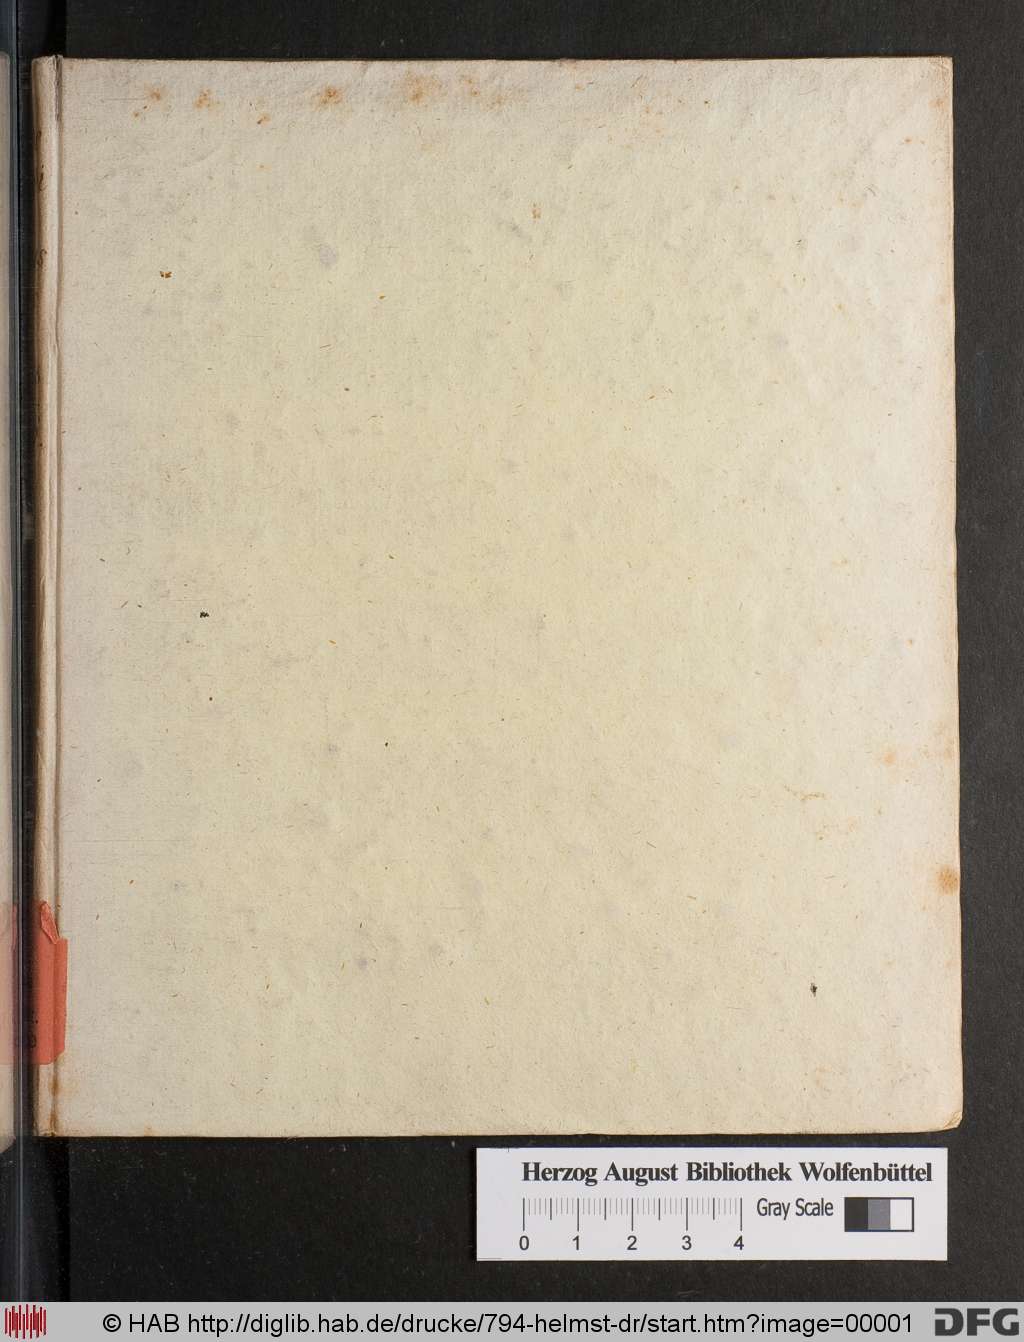 Herzog August Bibliothek Wolfenbüttel
Gray Scale
0 1 2 3 4
© HAB http://diglib.hab.de/drucke/794-helmst-dr/start.htm?image=00001
DFG